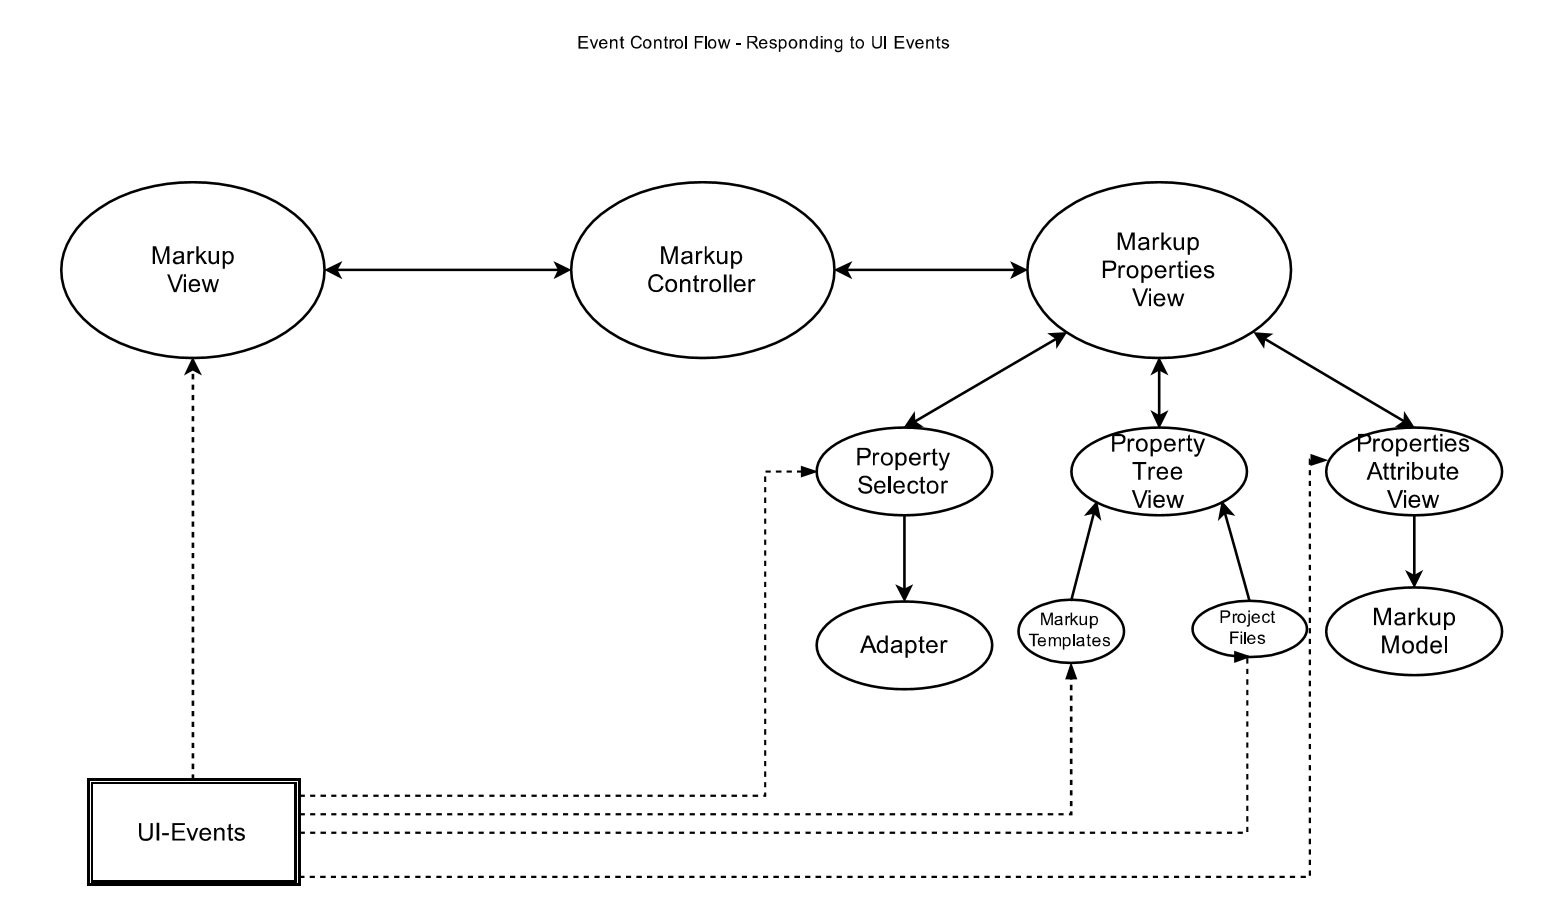 Event Control Flow - Responding to UI Events
Markup
View
Markup
Controller
Markup
Properties
View
Property
Selector
Property
Tree
View
Properties
Attribute
View
Adapter
Markup
Templates
Project
Files
Markup
Model
UI-Events